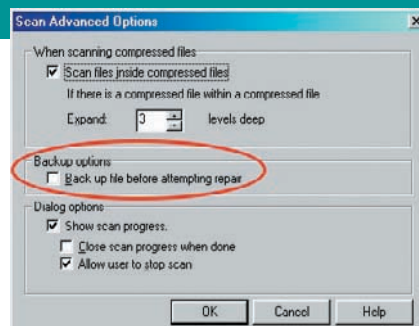 Scan Advanced Options
When scanning compressed files
Scan files inside compressed files
If there is a compressed file within a compressed file
Expand: 3 levels deep
Backup options
Back up file before attempting repair
Dialog options
Show scan progress.
Close scan progress when done
Allow user to stop scan
OK Cancel Help